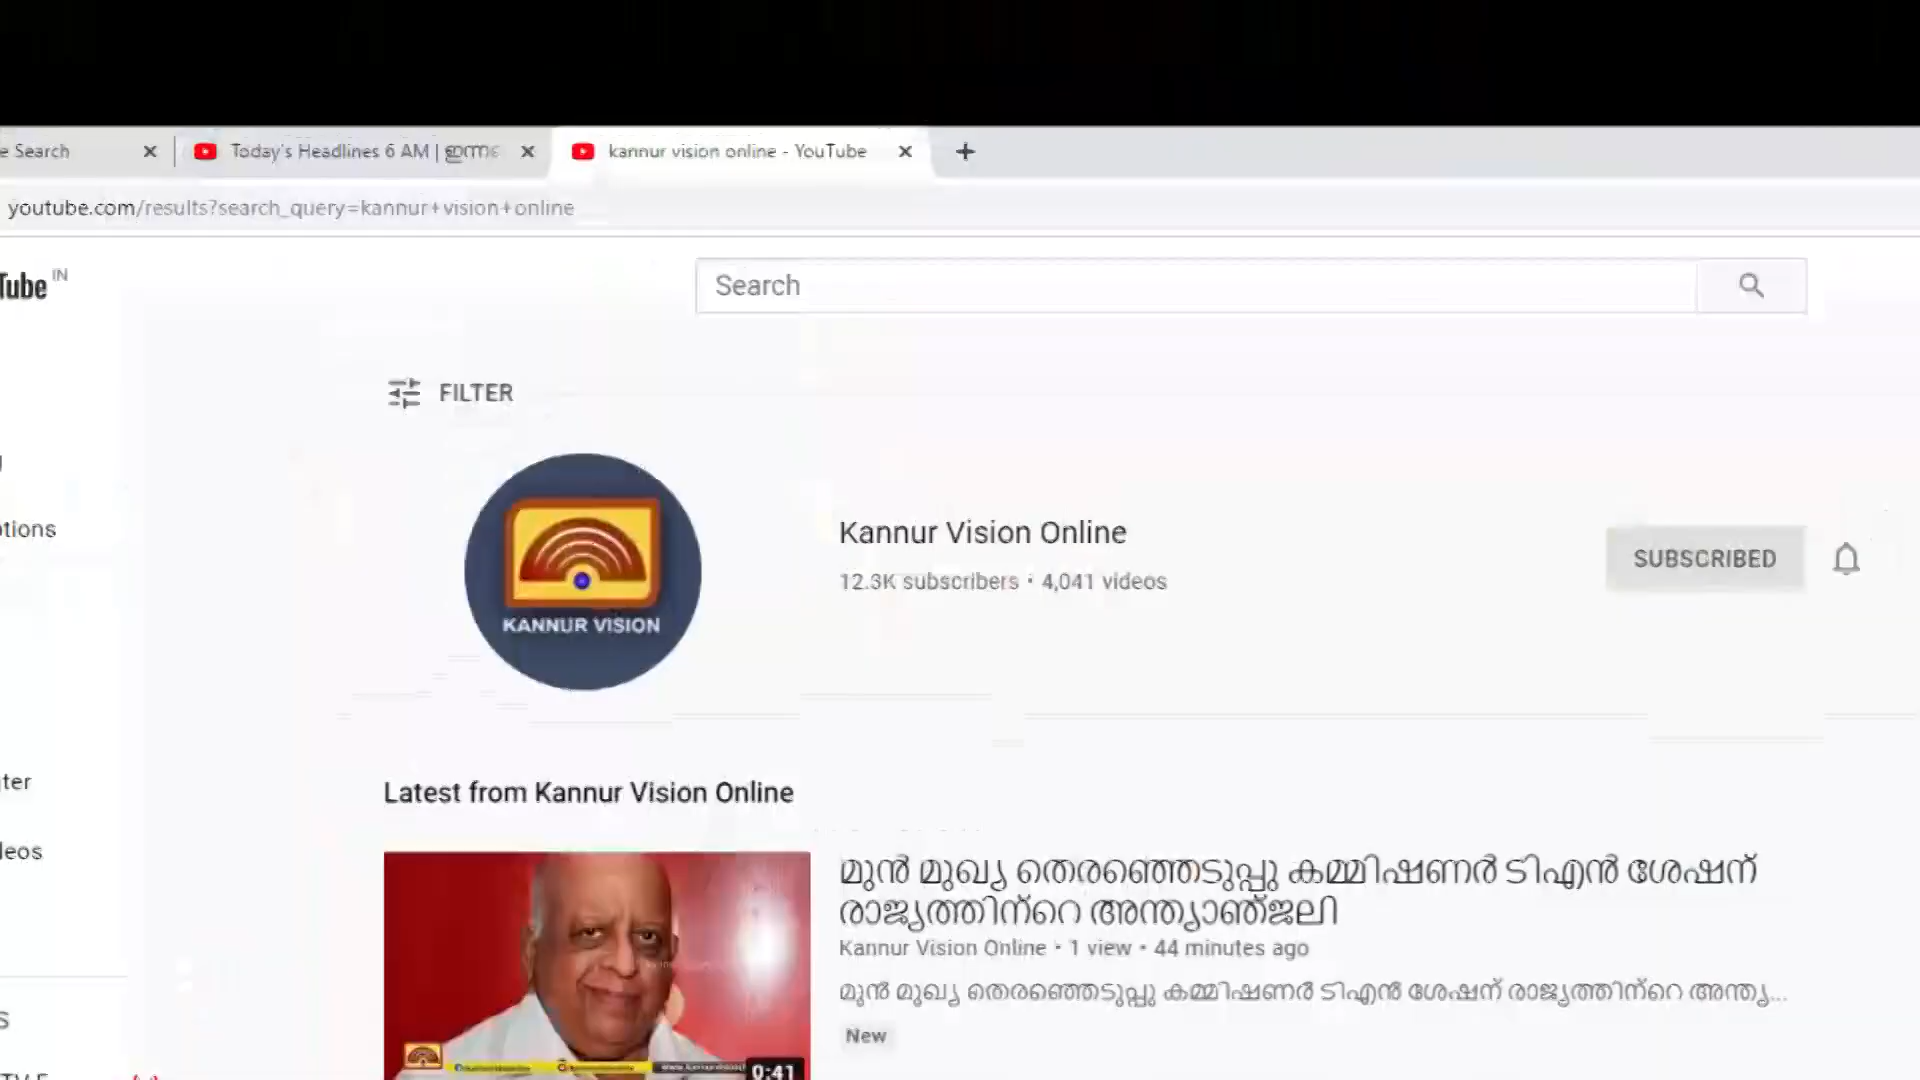 e Search
Today's Headlines 6 AM | ഇന്ന
kannur vision online - YouTube
youtube.com/results?search_query=kannur+vision+online
Tube IN
Search
FILTER
KANNUR VISION
Kannur Vision Online
12.3K subscribers • 4,041 videos
SUBSCRIBED
Latest from Kannur Vision Online
മുൻ മുഖ്യ തെരഞ്ഞെടുപ്പു കമ്മിഷണർ ടിഎൻ ശേഷന്
രാജ്യത്തിന്റെ അന്ത്യാഞ്ജലി
Kannur Vision Online • 1 view • 44 minutes ago
മുൻ മുഖ്യ തെരഞ്ഞെടുപ്പു കമ്മിഷണർ ടിഎൻ ശേഷന് രാജ്യത്തിന്റെ അന്ത്യ...
New
0:41
otions
ter
leos
S